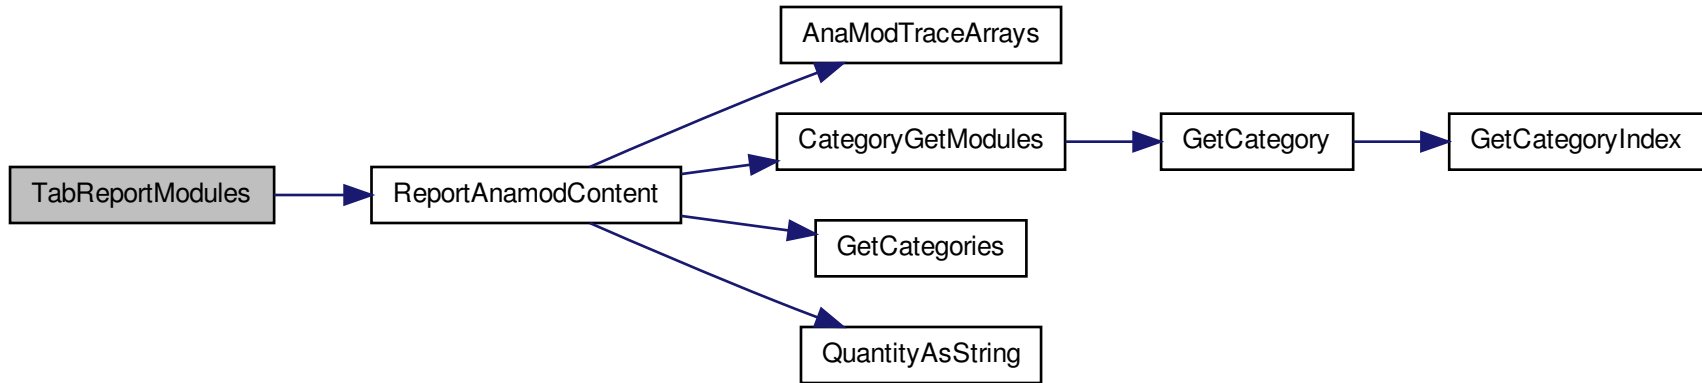 AnaModTraceArrays
CategoryGetModules
GetCategory
GetCategoryIndex
TabReportModules
ReportAnamodContent
GetCategories
QuantityAsString